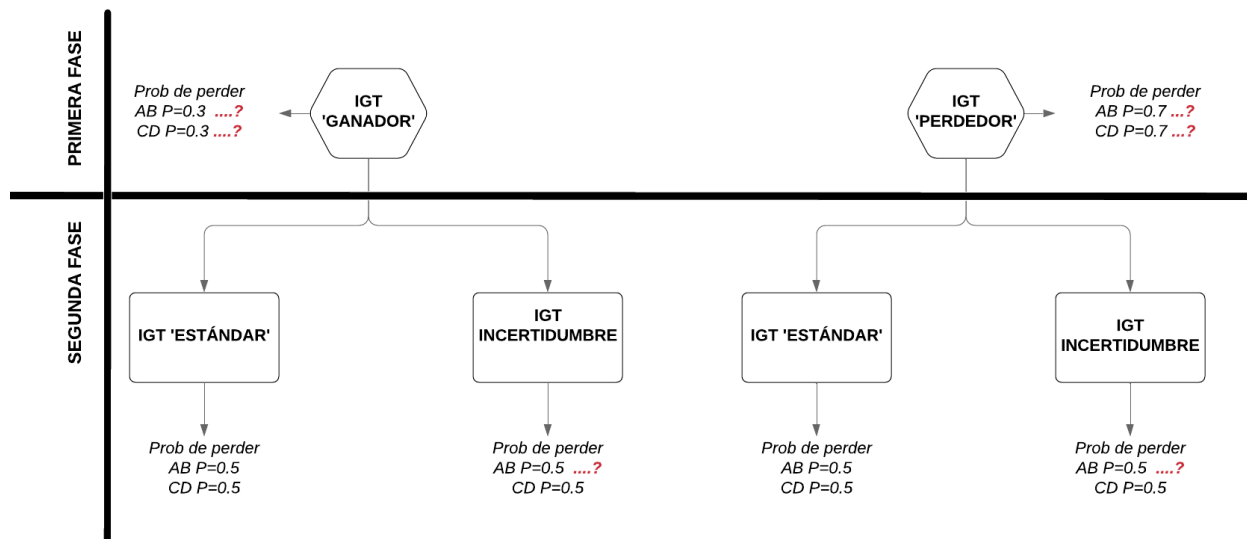 PRIMERA FASE
Prob de perder
AB P=0.3 ....?
CD P=0.3 ....?
IGT
'GANADOR'
IGT
'PERDEDOR'
Prob de perder
AB P=0.7 ...?
CD P=0.7 ...?
SEGUNDA FASE
IGT 'ESTÁNDAR'
IGT
INCERTIDUMBRE
IGT 'ESTÁNDAR'
IGT
INCERTIDUMBRE
Prob de perder
AB P=0.5
CD P=0.5
Prob de perder
AB P=0.5 ....?
CD P=0.5
Prob de perder
AB P=0.5
CD P=0.5
Prob de perder
AB P=0.5 ....?
CD P=0.5